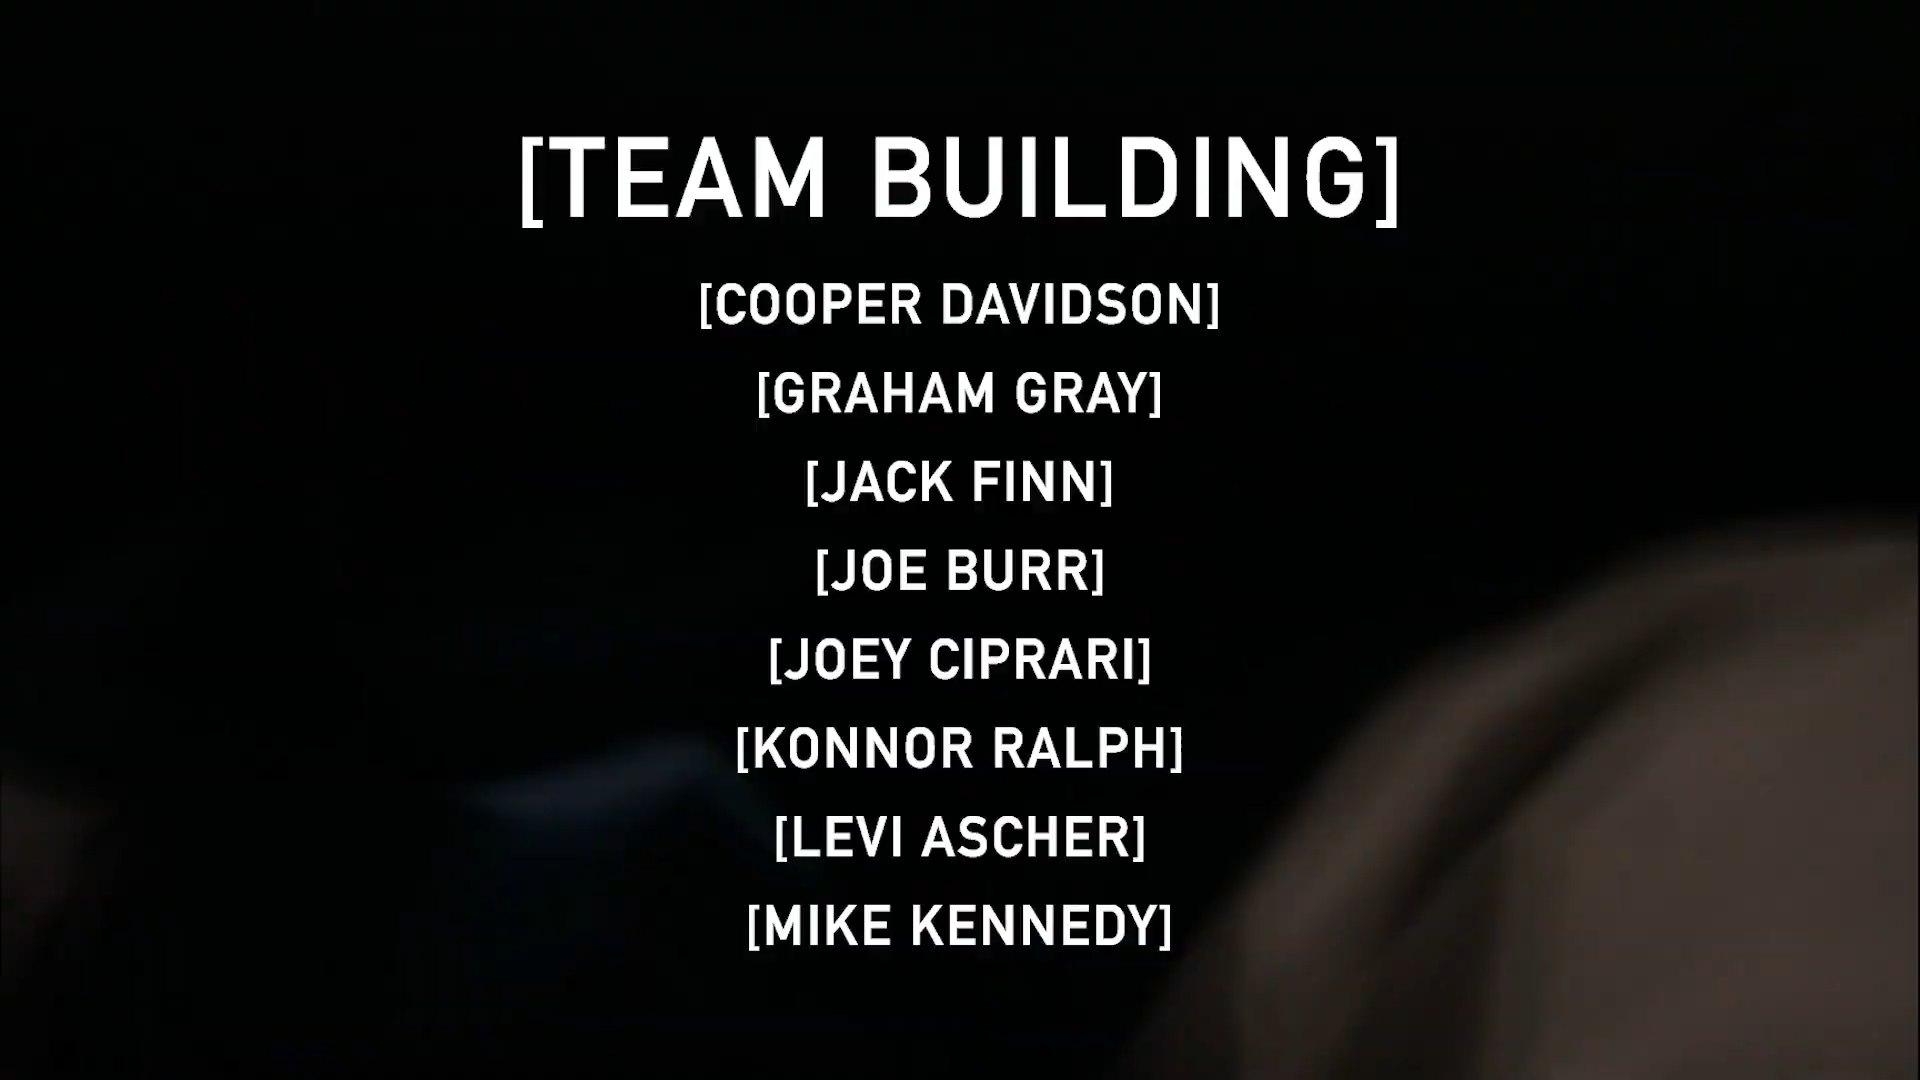 [TEAM BUILDING]
[COOPER DAVIDSON]
[GRAHAM GRAY]
[JACK FINN]
[JOE BURR]
[JOEY CIPRARI]
[KONNOR RALPH]
[LEVI ASCHER]
[MIKE KENNEDY]